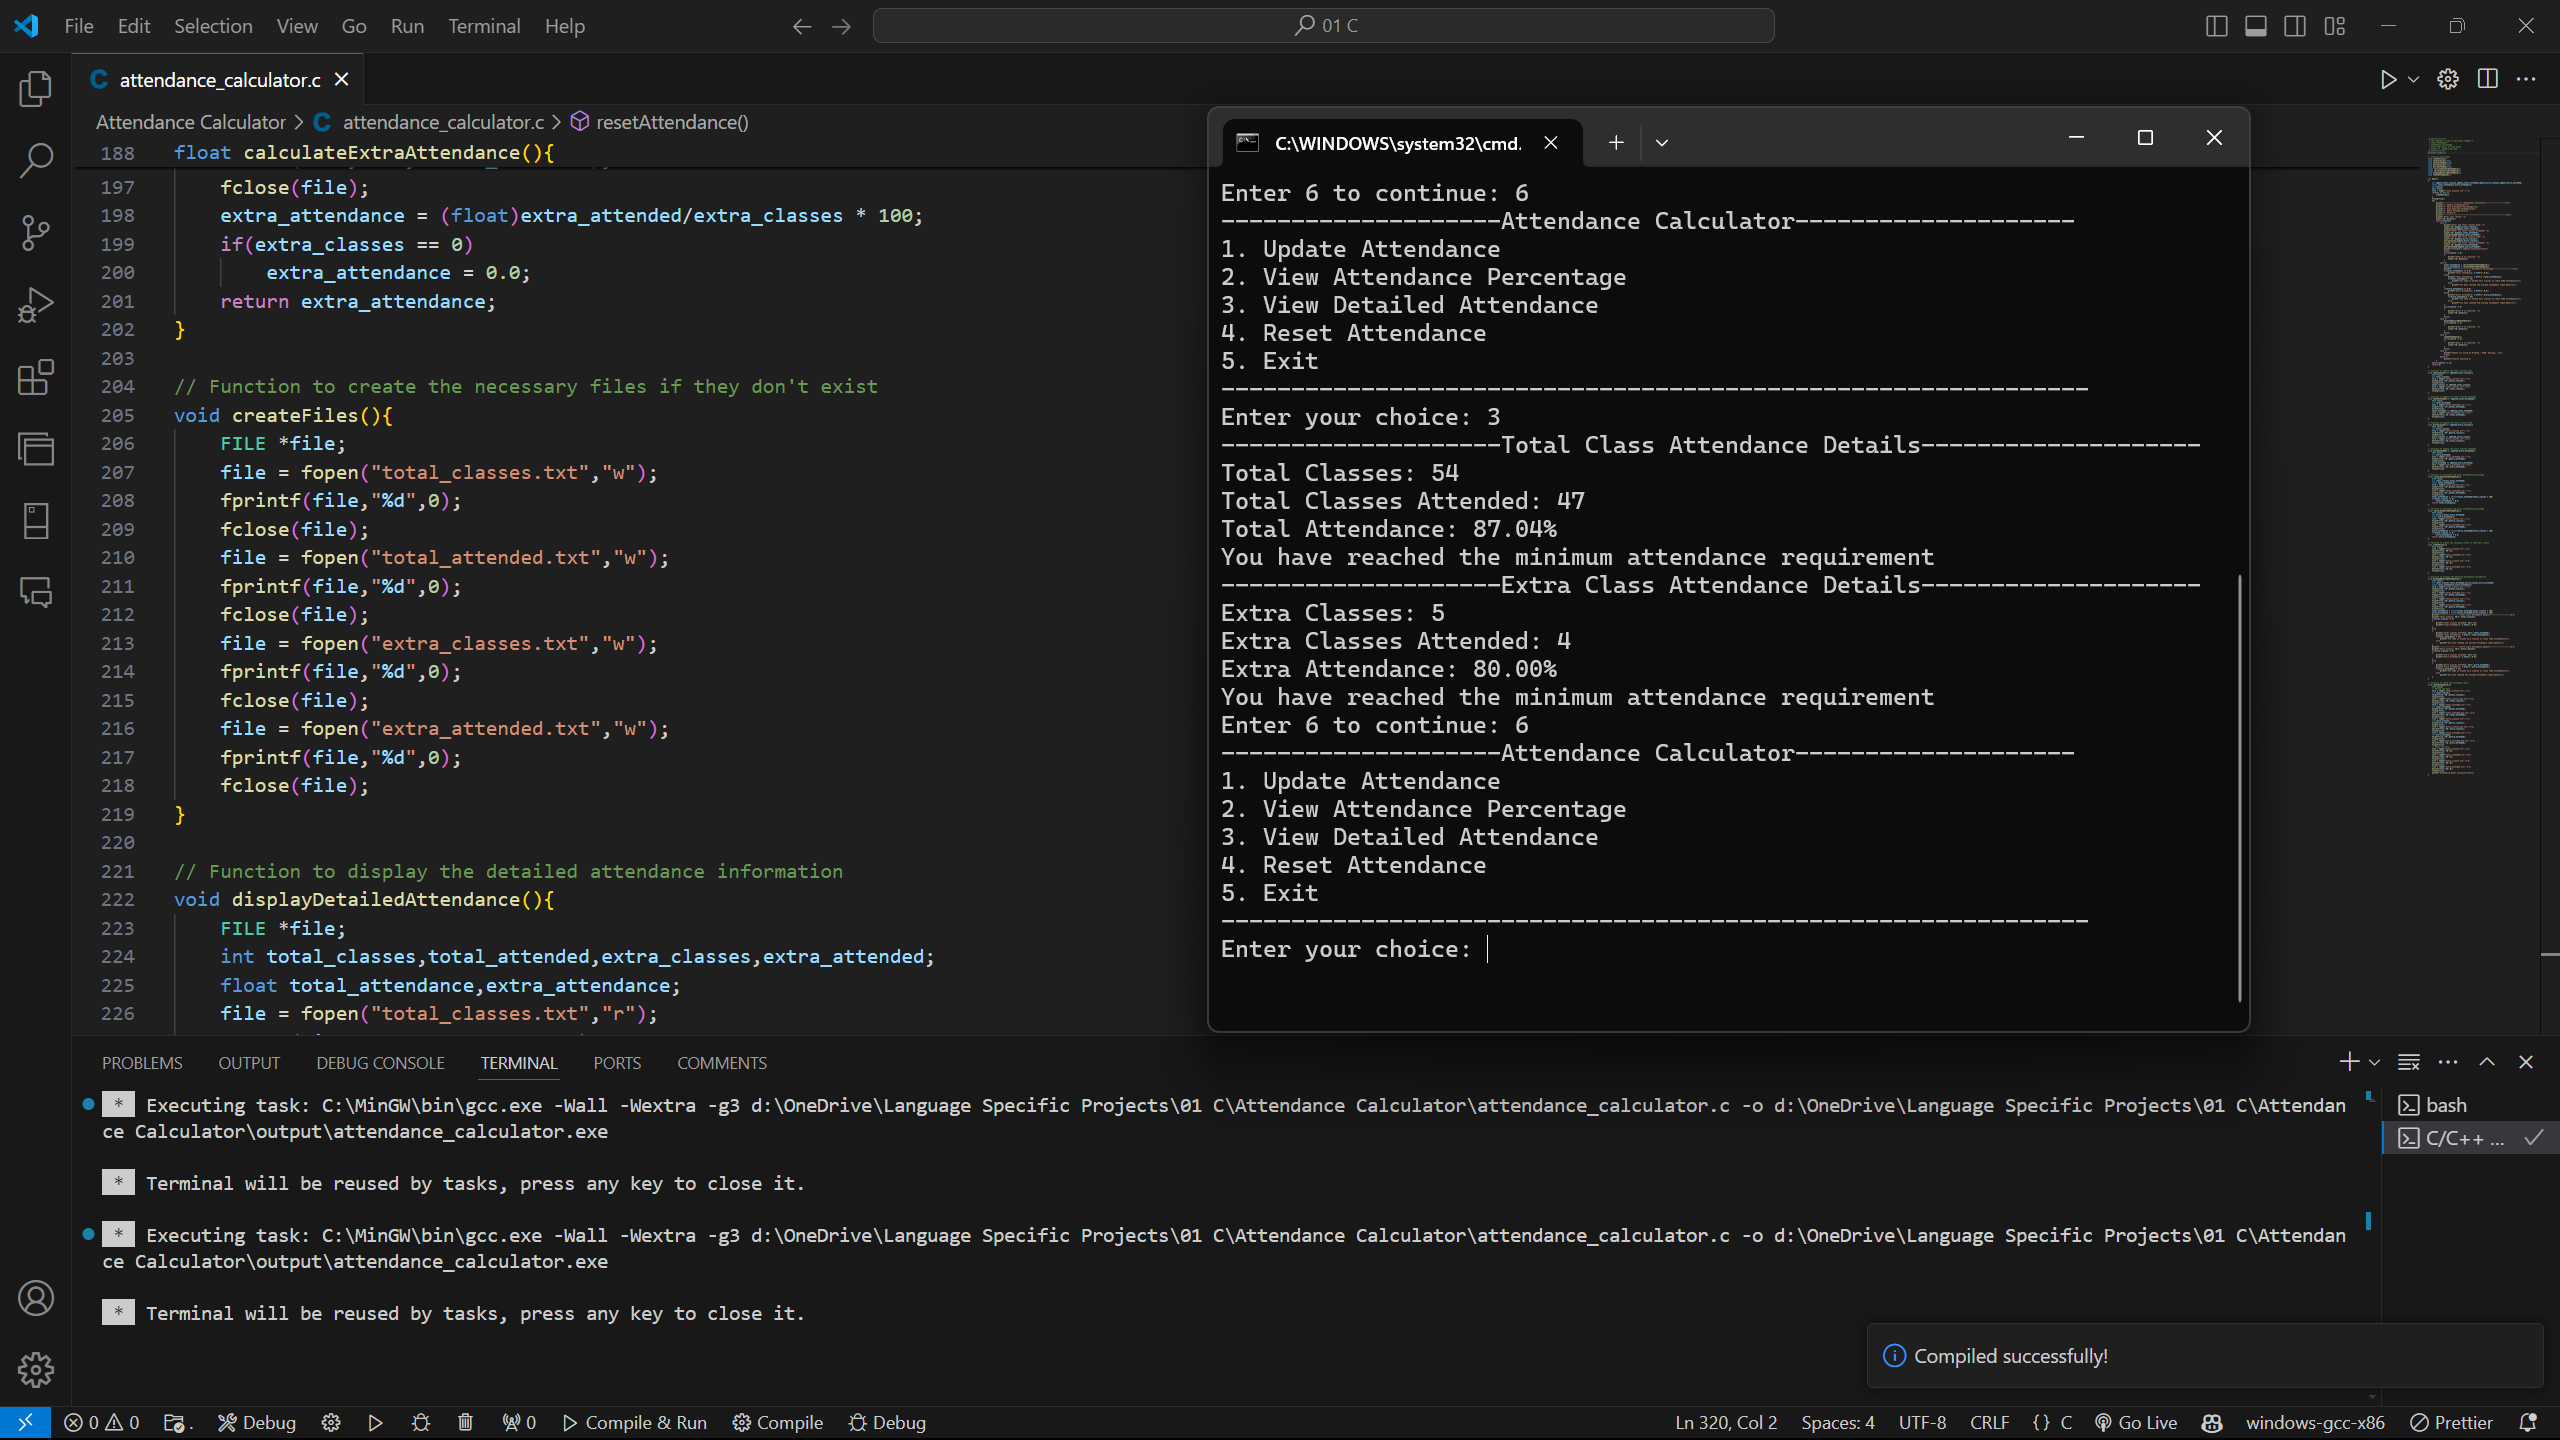 File Edit Selection View Go Run Terminal Help
01 C
attendance_calculator.c
Attendance Calculator > attendance_calculator.c > resetAttendance()
188 float calculateExtraAttendance(){
197 fclose(file);
198 extra_attendance = (float)extra_attended/extra_classes * 100;
199 if(extra_classes == 0)
200 extra_attendance = 0.0;
201 return extra_attendance;
202 }
203
204 // Function to create the necessary files if they don't exist
205 void createFiles(){
206 FILE *file;
207 file = fopen("total_classes.txt","w");
208 fprintf(file,"%d",0);
209 fclose(file);
210 file = fopen("total_attended.txt","w");
211 fprintf(file,"%d",0);
212 fclose(file);
213 file = fopen("extra_classes.txt","w");
214 fprintf(file,"%d",0);
215 fclose(file);
216 file = fopen("extra_attended.txt","w");
217 fprintf(file,"%d",0);
218 fclose(file);
219 }
220
221 // Function to display the detailed attendance information
222 void displayDetailedAttendance(){
223 FILE *file;
224 int total_classes,total_attended,extra_classes,extra_attended;
225 float total_attendance,extra_attendance;
226 file = fopen("total_classes.txt","r");
C:\WINDOWS\system32\cmd.
Enter 6 to continue: 6
--------------------Attendance Calculator--------------------
1. Update Attendance
2. View Attendance Percentage
3. View Detailed Attendance
4. Reset Attendance
5. Exit
--------------------------------------------------------------
Enter your choice: 3
--------------------Total Class Attendance Details--------------------
Total Classes: 54
Total Classes Attended: 47
Total Attendance: 87.04%
You have reached the minimum attendance requirement
--------------------Extra Class Attendance Details--------------------
Extra Classes: 5
Extra Classes Attended: 4
Extra Attendance: 80.00%
You have reached the minimum attendance requirement
Enter 6 to continue: 6
--------------------Attendance Calculator--------------------
1. Update Attendance
2. View Attendance Percentage
3. View Detailed Attendance
4. Reset Attendance
5. Exit
--------------------------------------------------------------
Enter your choice:
PROBLEMS OUTPUT DEBUG CONSOLE TERMINAL PORTS COMMENTS
* Executing task: C:\MinGW\bin\gcc.exe -Wall -Wextra -g3 d:\OneDrive\Language Specific Projects\01 C\Attendance Calculator\attendance_calculator.c -o d:\OneDrive\Language Specific Projects\01 C\Attendan
ce Calculator\output\attendance_calculator.exe
* Terminal will be reused by tasks, press any key to close it.
* Executing task: C:\MinGW\bin\gcc.exe -Wall -Wextra -g3 d:\OneDrive\Language Specific Projects\01 C\Attendance Calculator\attendance_calculator.c -o d:\OneDrive\Language Specific Projects\01 C\Attendan
ce Calculator\output\attendance_calculator.exe
* Terminal will be reused by tasks, press any key to close it.
bash
C/C++ ...
Compiled successfully!
0 0 . Debug 0 Compile & Run Compile Debug
Ln 320, Col 2 Spaces: 4 UTF-8 CRLF {} C Go Live windows-gcc-x86 Prettier